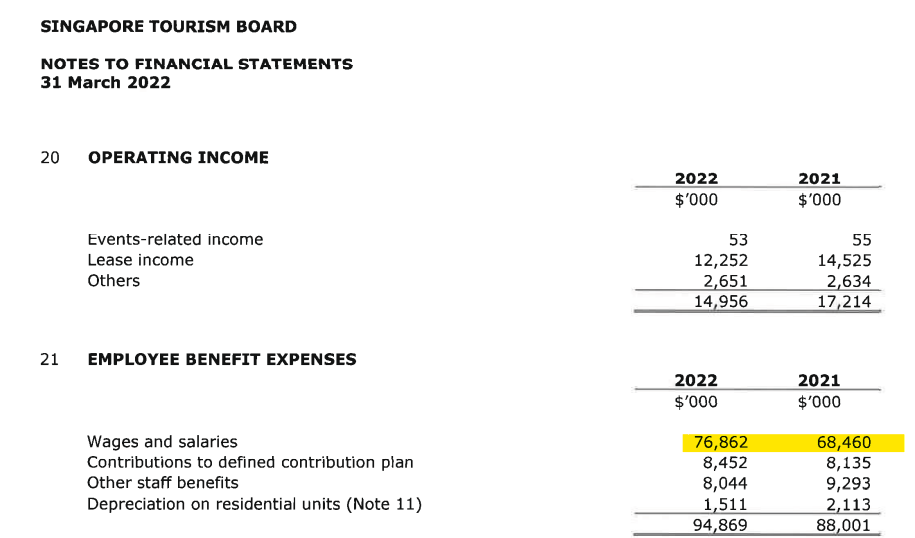 SINGAPORE TOURISM BOARD
NOTES TO FINANCIAL STATEMENTS
31 March 2022
20 OPERATING INCOME
2022 2021
$'000 $'000
Events-related income 53 55
Lease income 12,252 14,525
Others 2,651 2,634
14,956 17,214
21 EMPLOYEE BENEFIT EXPENSES
2022 2021
$'000 $'000
Wages and salaries 76,862 68,460
Contributions to defined contribution plan 8,452 8,135
Other staff benefits 8,044 9,293
Depreciation on residential units (Note 11) 1,511 2,113
94,869 88,001